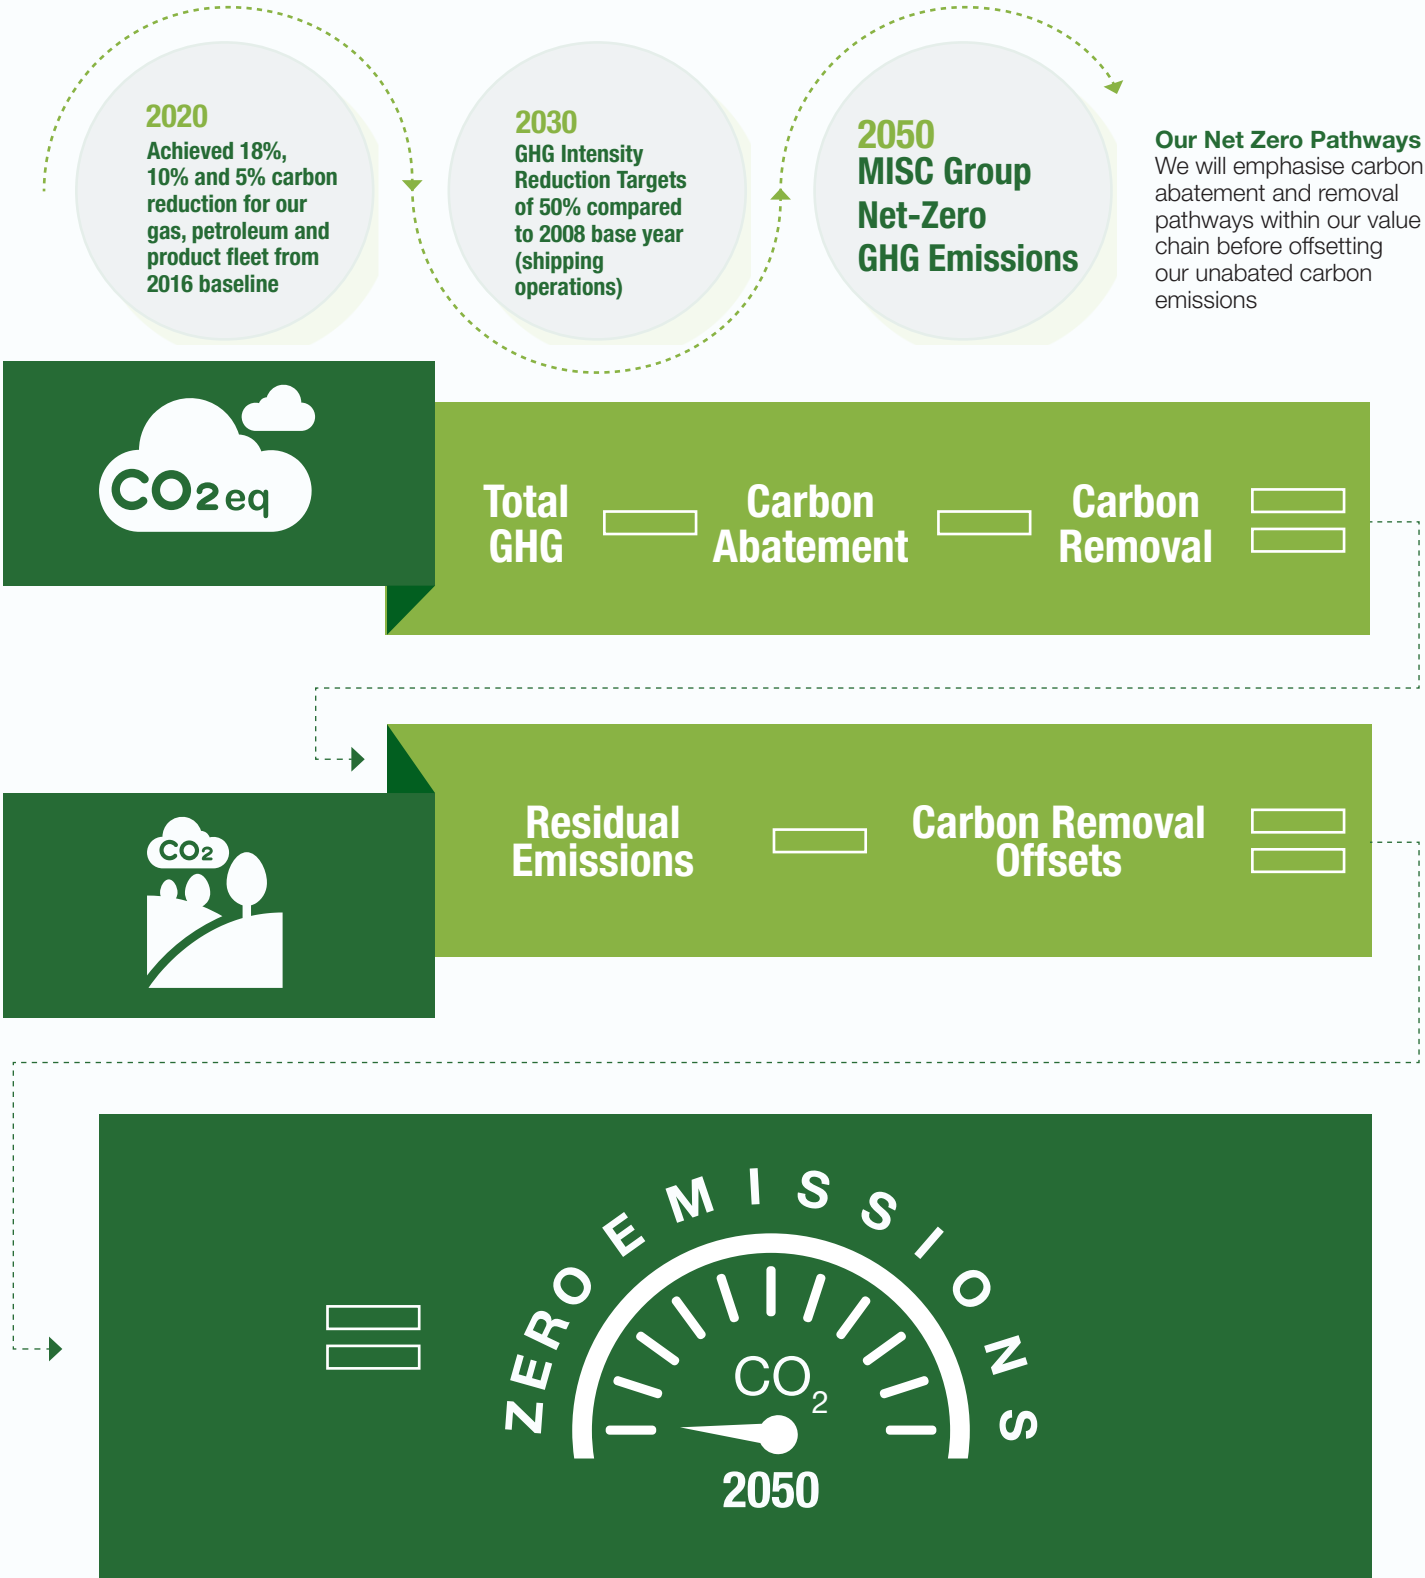 2020
Achieved 18%,
10% and 5% carbon
reduction for our
gas, petroleum and
product fleet from
2016 baseline
2030
GHG Intensity
Reduction Targets
of 50% compared
to 2008 base year
(shipping
operations)
2050
MISC Group
Net-Zero
GHG Emissions
Our Net Zero Pathways
We will emphasise carbon
abatement and removal
pathways within our value
chain before offsetting
our unabated carbon
emissions
CO2 eq
Total
GHG
Carbon
Abatement
Carbon
Removal
CO2
Residual
Emissions
Carbon Removal
Offsets
ZERO EMISSIONS
CO2
2050